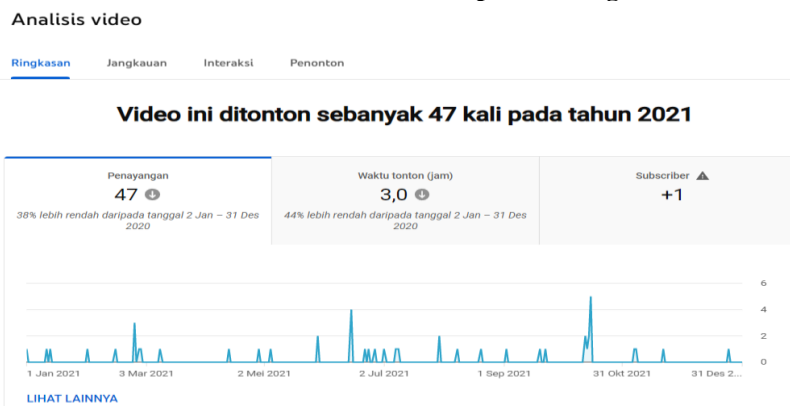 Analisis video
Ringkasan Jangkauan Interaksi Penonton
Video ini ditonton sebanyak 47 kali pada tahun 2021
Penayangan
47
38% lebih rendah daripada tanggal 2 Jan – 31 Des
2020
Waktu tonton (jam)
3,0
44% lebih rendah daripada tanggal 2 Jan – 31 Des
2020
Subscriber
+1
6
4
2
0
1 Jan 2021 3 Mar 2021 2 Mei 2021 2 Jul 2021 1 Sep 2021 31 Okt 2021 31 Des 2...
LIHAT LAINNYA